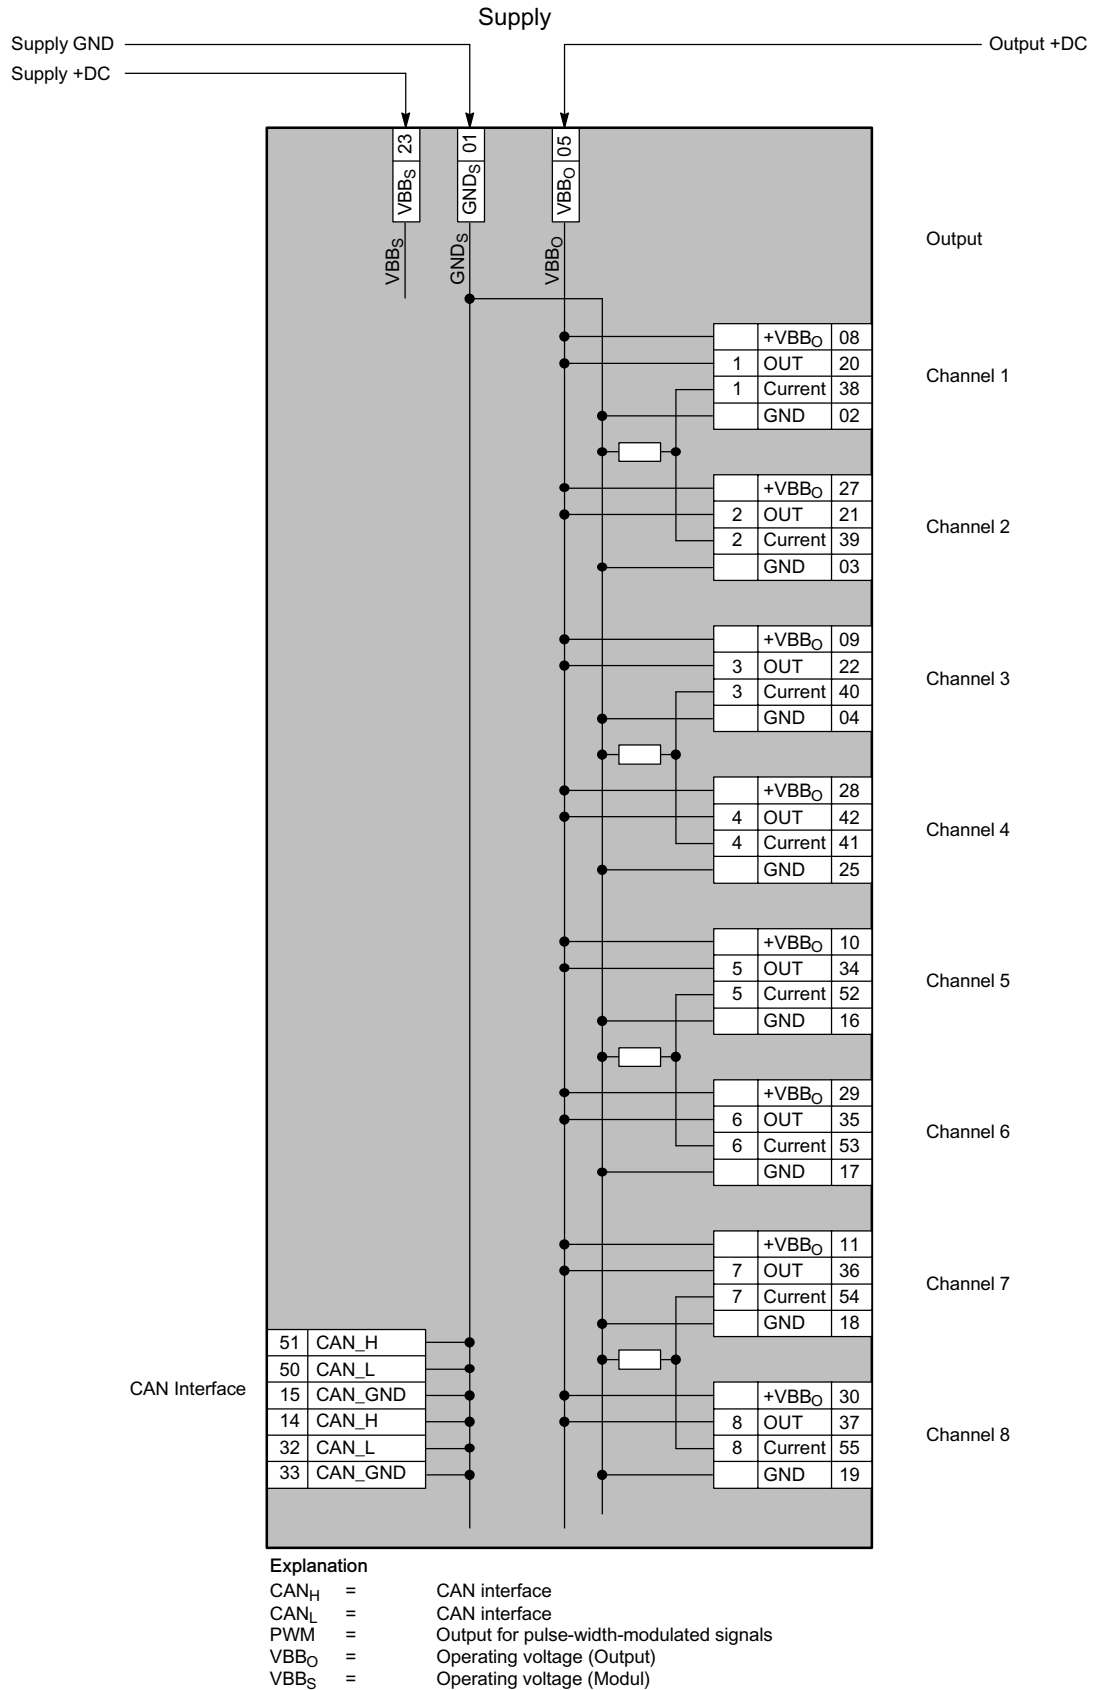 Supply
Supply GND
Output +DC
Supply +DC
23 01 05
VBBS GNDS VBBO
VBBS GNDS VBBO
Output
+VBBO 08
1 OUT 20
1 Current 38
GND 02
Channel 1
+VBBO 27
2 OUT 21
2 Current 39
GND 03
Channel 2
+VBBO 09
3 OUT 22
3 Current 40
GND 04
Channel 3
+VBBO 28
4 OUT 42
4 Current 41
GND 25
Channel 4
+VBBO 10
5 OUT 34
5 Current 52
GND 16
Channel 5
+VBBO 29
6 OUT 35
6 Current 53
GND 17
Channel 6
+VBBO 11
7 OUT 36
7 Current 54
GND 18
Channel 7
+VBBO 30
8 OUT 37
8 Current 55
GND 19
Channel 8
CAN Interface
51 CAN_H
50 CAN_L
15 CAN_GND
14 CAN_H
32 CAN_L
33 CAN_GND
Explanation
CANH = CAN interface
CANL = CAN interface
PWM = Output for pulse-width-modulated signals
VBBO = Operating voltage (Output)
VBBS = Operating voltage (Modul)